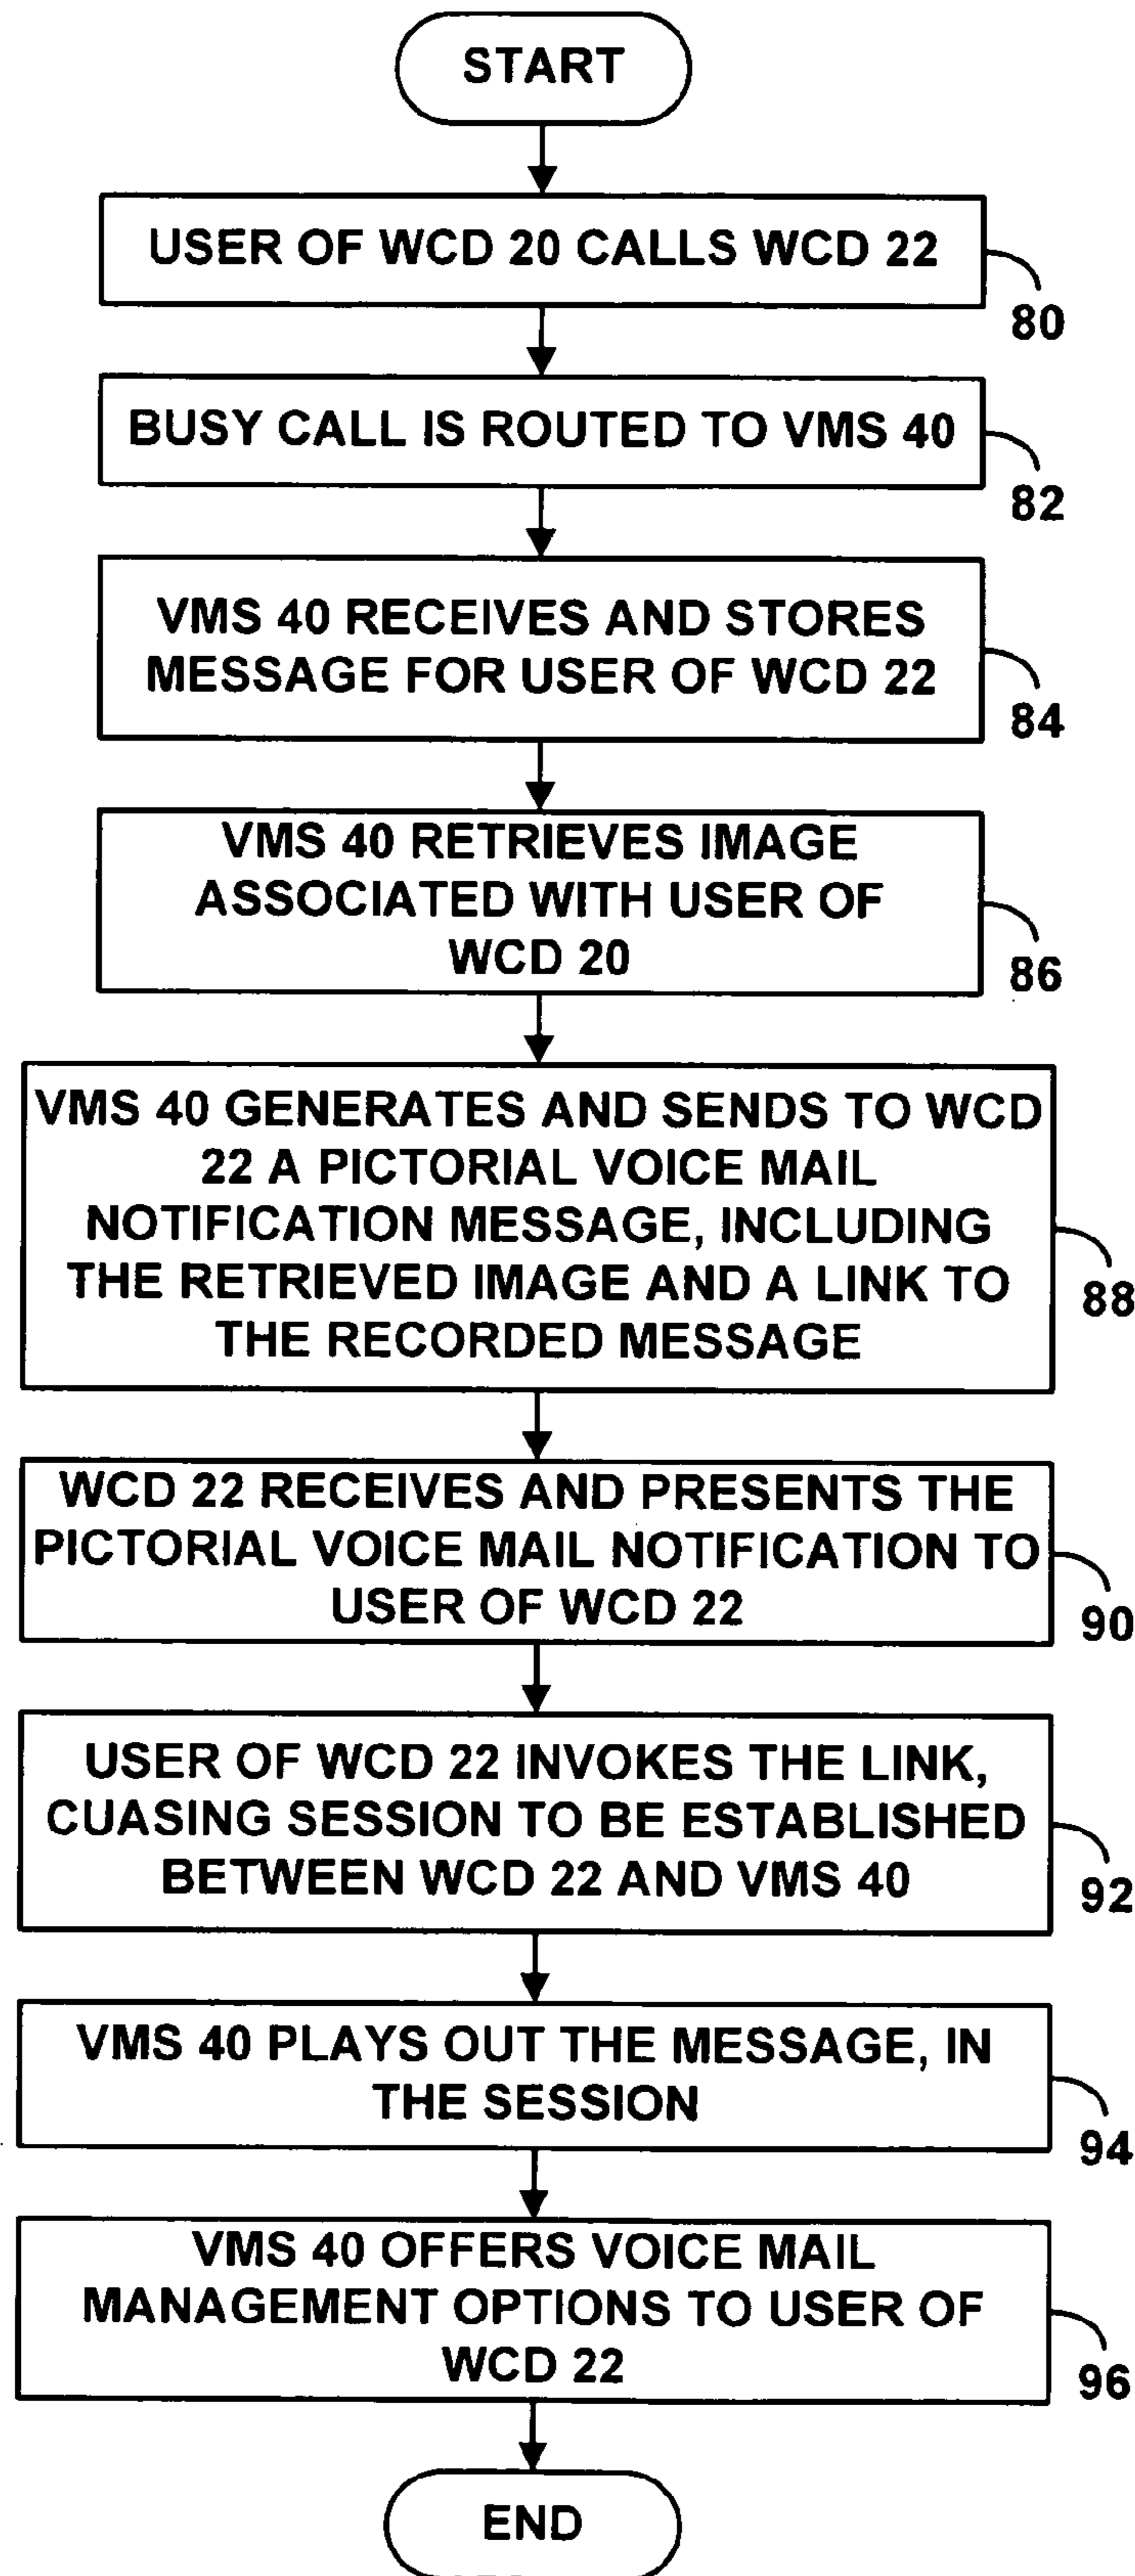 START
USER OF WCD 20 CALLS WCD 22
80
BUSY CALL IS ROUTED TO VMS 40
82
VMS 40 RECEIVES AND STORES
MESSAGE FOR USER OF WCD 22
84
VMS 40 RETRIEVES IMAGE
ASSOCIATED WITH USER OF
WCD 20
86
VMS 40 GENERATES AND SENDS TO WCD
22 A PICTORIAL VOICE MAIL
NOTIFICATION MESSAGE, INCLUDING
THE RETRIEVED IMAGE AND A LINK TO
THE RECORDED MESSAGE
88
WCD 22 RECEIVES AND PRESENTS THE
PICTORIAL VOICE MAIL NOTIFICATION TO
USER OF WCD 22
90
USER OF WCD 22 INVOKES THE LINK,
CUASING SESSION TO BE ESTABLISHED
BETWEEN WCD 22 AND VMS 40
92
VMS 40 PLAYS OUT THE MESSAGE, IN
THE SESSION
94
VMS 40 OFFERS VOICE MAIL
MANAGEMENT OPTIONS TO USER OF
WCD 22
96
END